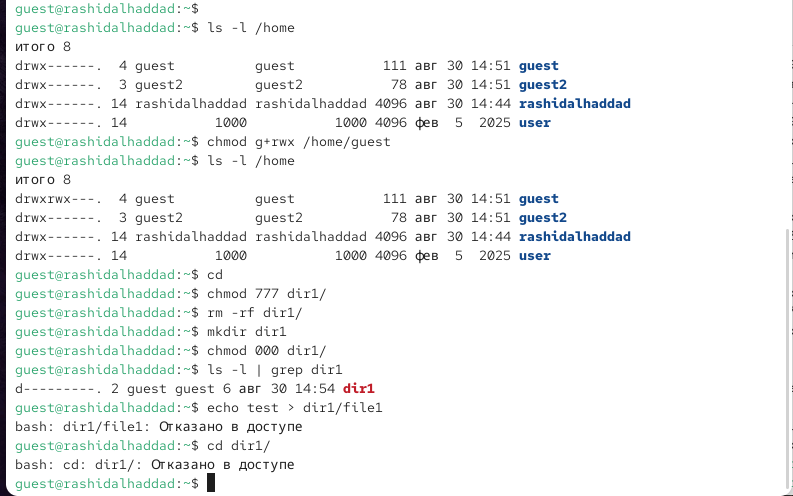 guest@rashidalhaddad:~$
guest@rashidalhaddad:~$ ls -l /home
итого 8
drwx------.  4 guest          guest           111 авг 30 14:51 guest
drwx------.  3 guest2         guest2           78 авг 30 14:51 guest2
drwx------. 14 rashidalhaddad rashidalhaddad 4096 авг 30 14:44 rashidalhaddad
drwx------. 14           1000           1000 4096 фев  5  2025 user
guest@rashidalhaddad:~$ chmod g+rwx /home/guest
guest@rashidalhaddad:~$ ls -l /home
итого 8
drwxrwx---.  4 guest          guest           111 авг 30 14:51 guest
drwx------.  3 guest2         guest2           78 авг 30 14:51 guest2
drwx------. 14 rashidalhaddad rashidalhaddad 4096 авг 30 14:44 rashidalhaddad
drwx------. 14           1000           1000 4096 фев  5  2025 user
guest@rashidalhaddad:~$ cd
guest@rashidalhaddad:~$ chmod 777 dir1/
guest@rashidalhaddad:~$ rm -rf dir1/
guest@rashidalhaddad:~$ mkdir dir1
guest@rashidalhaddad:~$ chmod 000 dir1/
guest@rashidalhaddad:~$ ls -l | grep dir1
d---------. 2 guest guest 6 авг 30 14:54 dir1
guest@rashidalhaddad:~$ echo test > dir1/file1
bash: dir1/file1: Отказано в доступе
guest@rashidalhaddad:~$ cd dir1/
bash: cd: dir1/: Отказано в доступе
guest@rashidalhaddad:~$